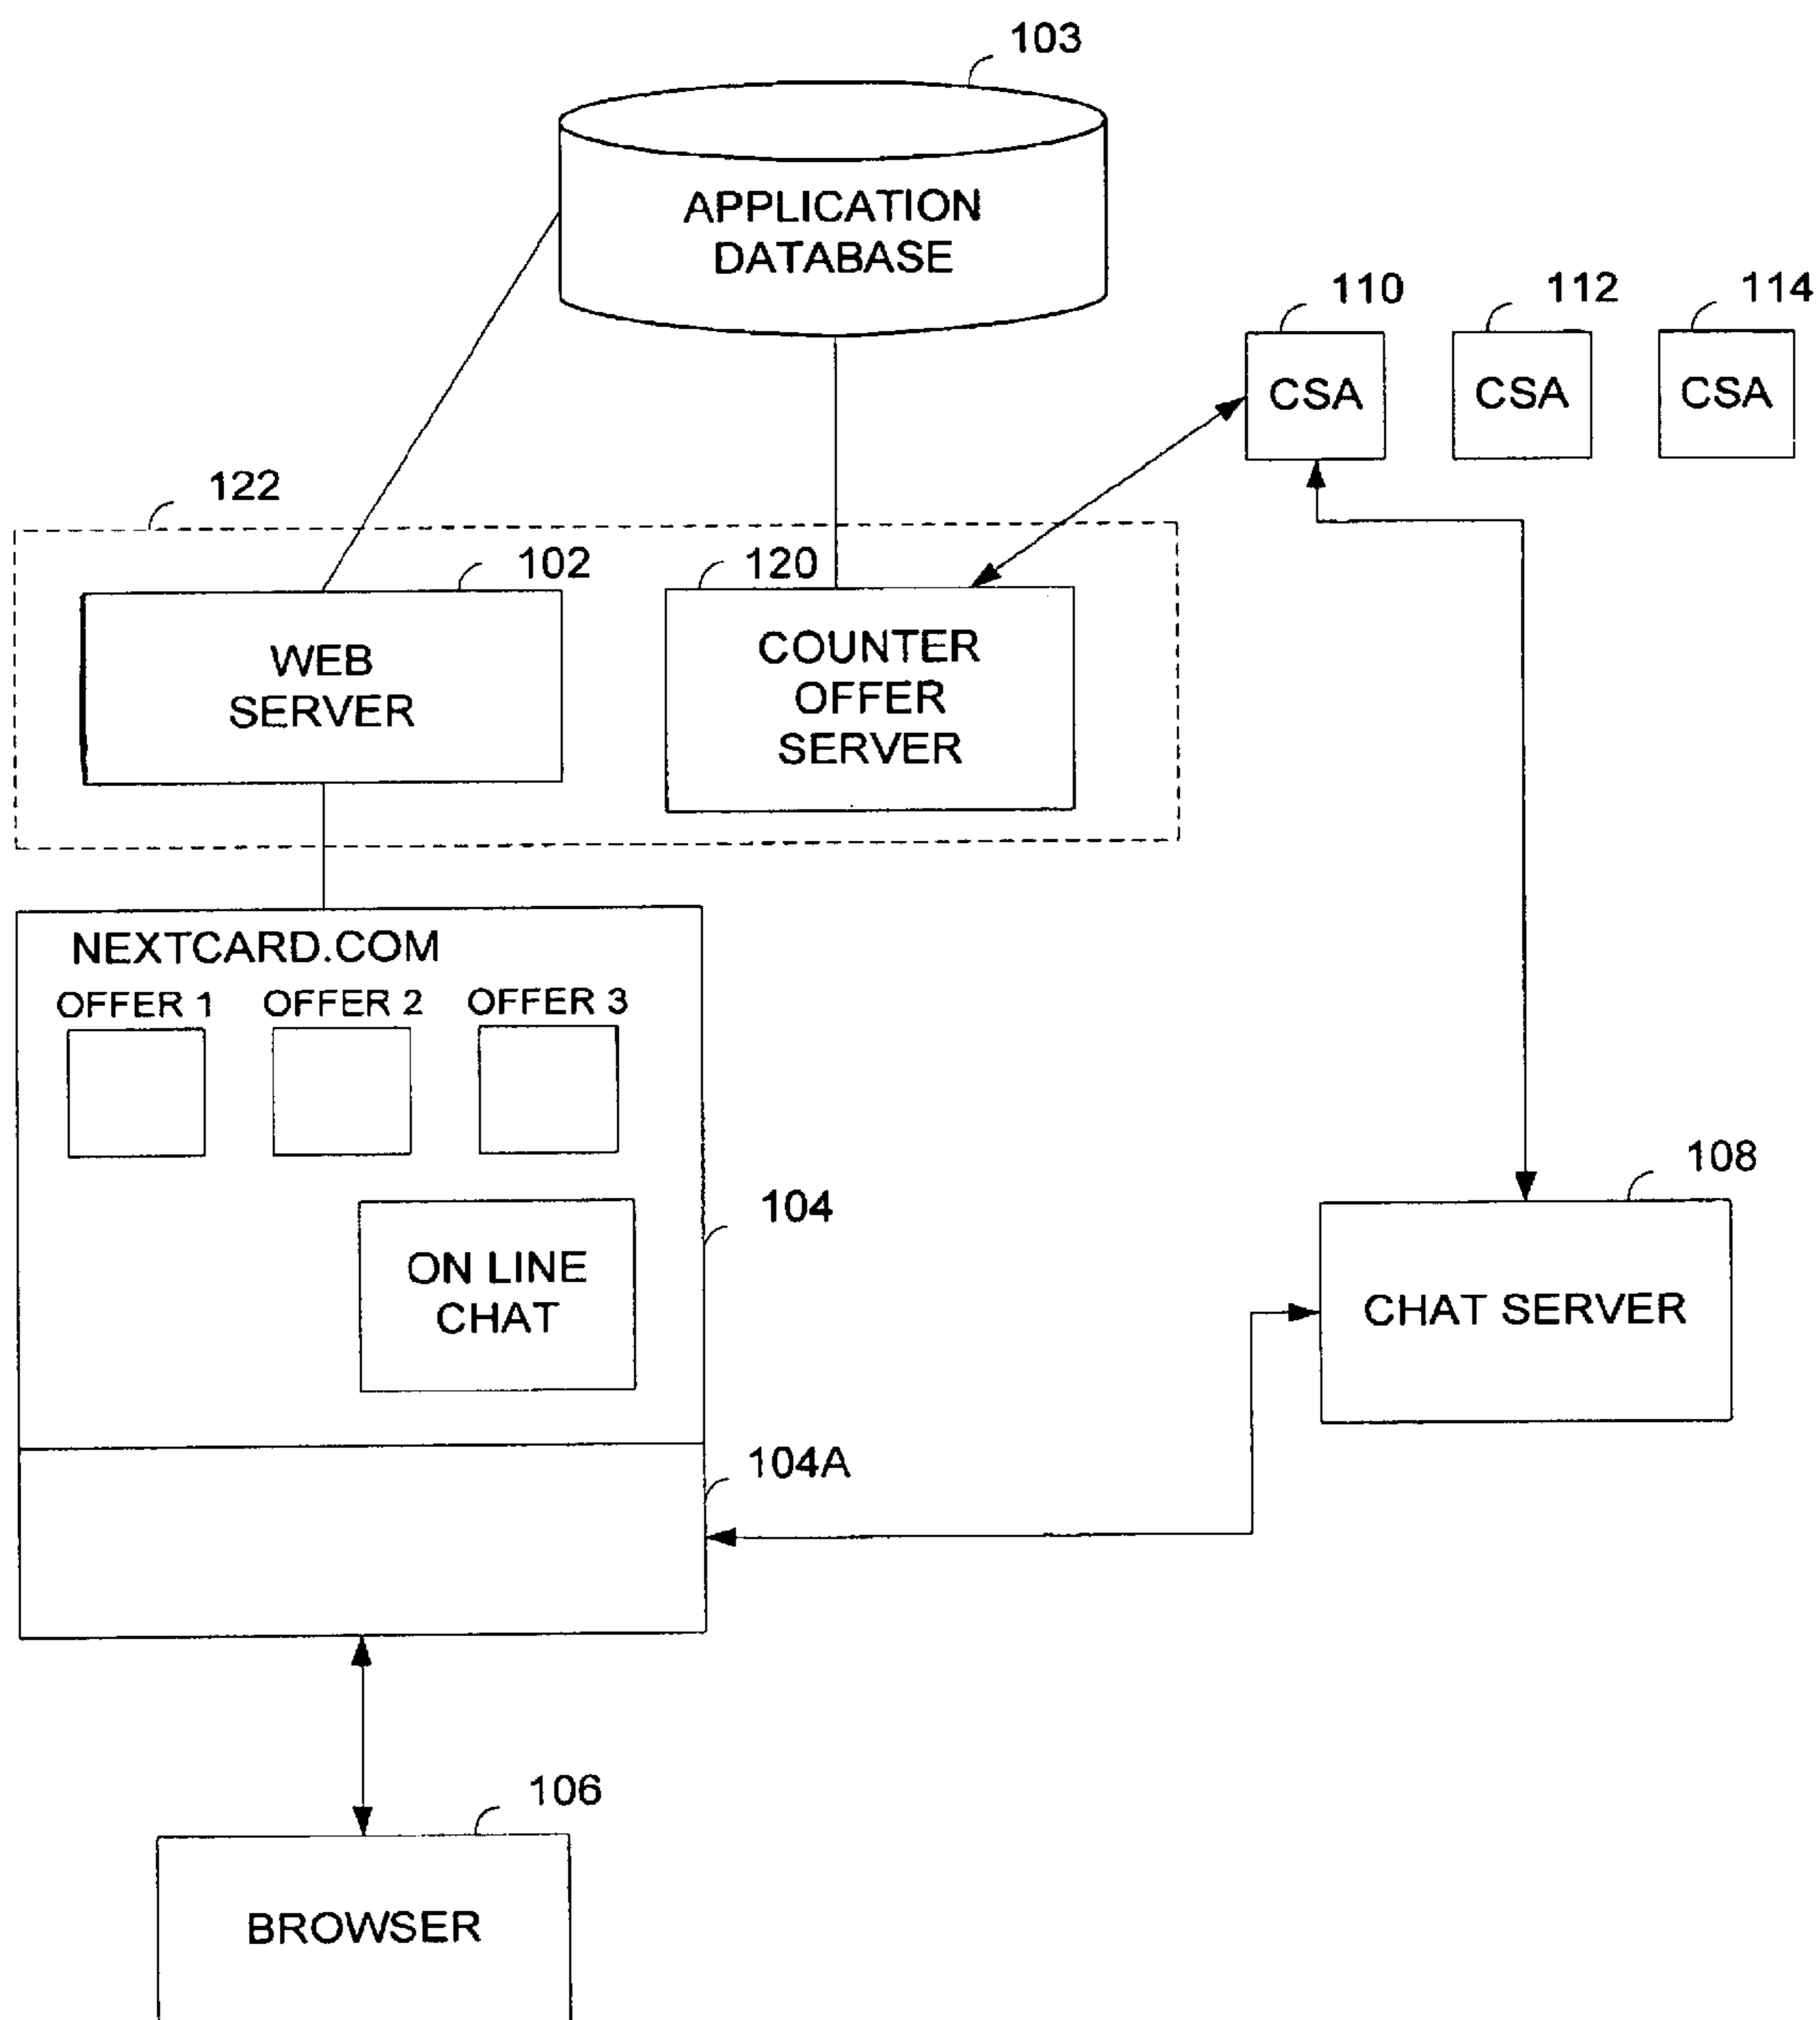 103
APPLICATION
DATABASE
110
112
114
CSA
CSA
CSA
122
102
120
WEB
SERVER
COUNTER
OFFER
SERVER
NEXTCARD.COM
OFFER 1
OFFER 2
OFFER 3
104
108
ON LINE
CHAT
CHAT SERVER
104A
106
BROWSER